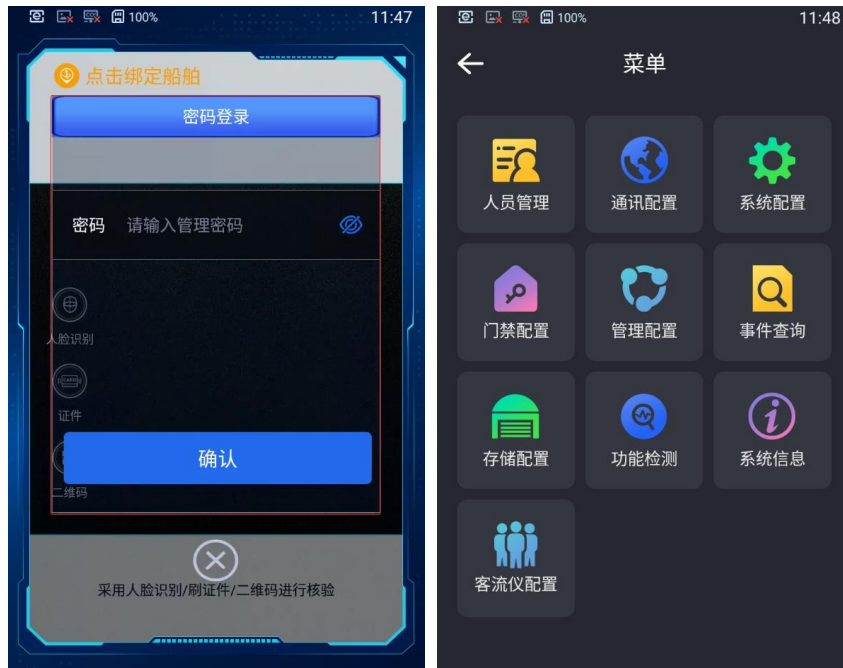 100%
11:47
点击绑定船舶
密码登录
密码 请输入管理密码
人脸识别
证件
确认
二维码
采用人脸识别/刷证件/二维码进行核验
100%
11:48
菜单
人员管理
通讯配置
系统配置
门禁配置
管理配置
事件查询
存储配置
功能检测
系统信息
客流仪配置